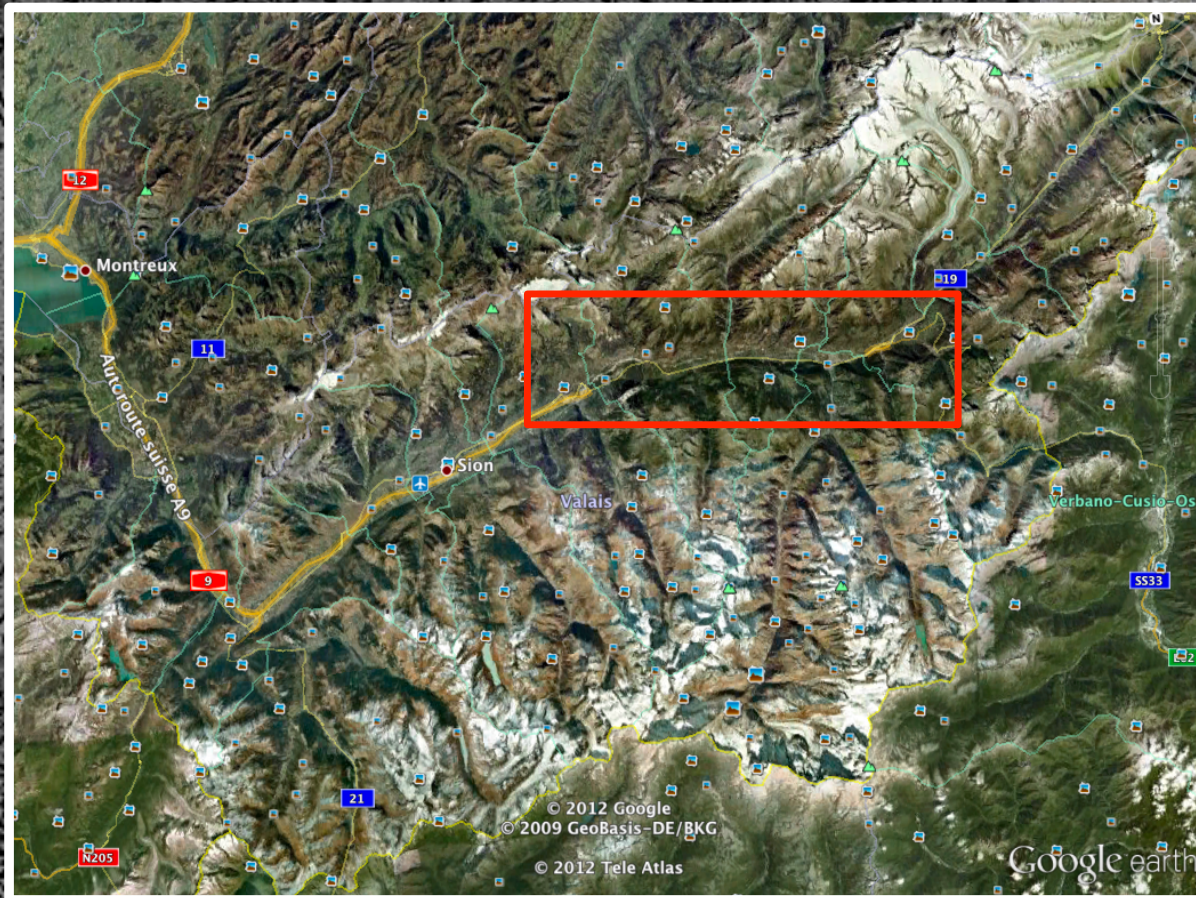 N
12
Montreux
19
11
Autoroute suisse A9
Sion
Valais
Verbano-Cusio-Os
9
SS33
21
© 2012 Google
© 2009 GeoBasis-DE/BKG
N205
© 2012 Tele Atlas
Google earth